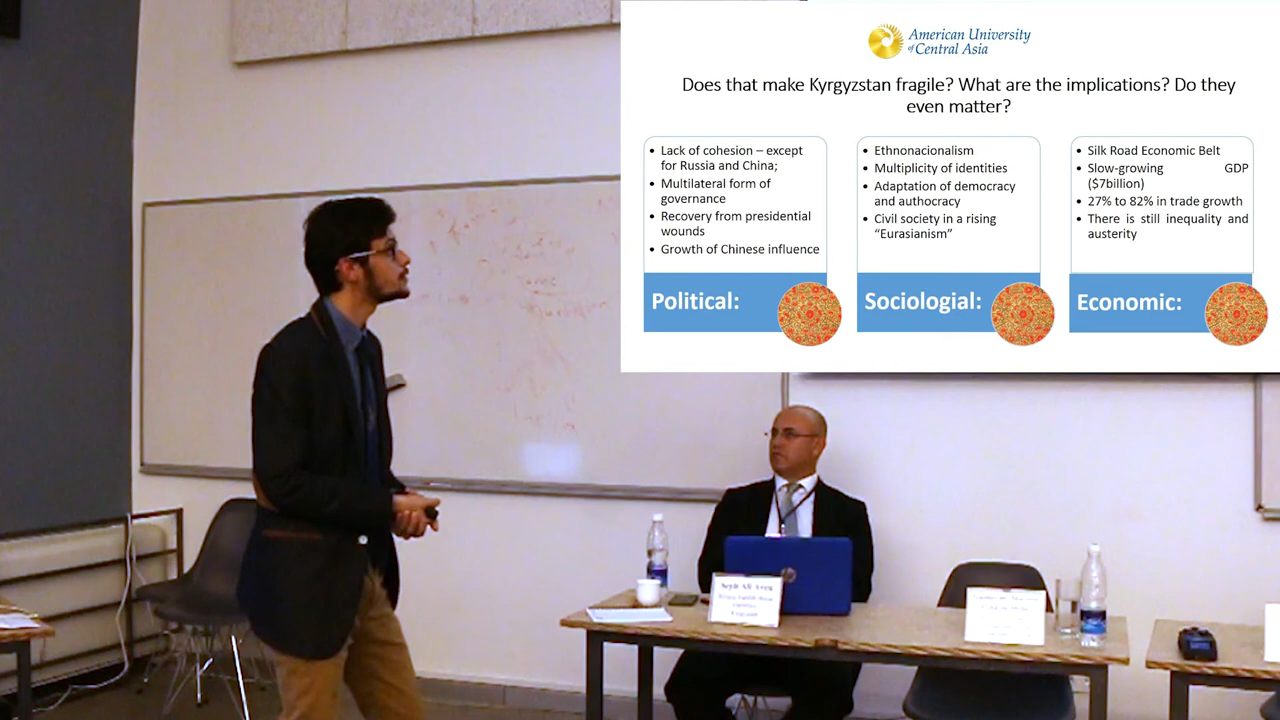 American University
of Central Asia
Does that make Kyrgyzstan fragile? What are the implications? Do they
even matter?
• Lack of cohesion – except
for Russia and China;
• Multilateral form of
governance
• Recovery from presidential
wounds
• Growth of Chinese influence
Political:
• Ethnonacionalism
• Multiplicity of identities
• Adaptation of democracy
and authocracy
• Civil society in a rising
“Eurasianism”
Sociologial:
• Silk Road Economic Belt
• Slow-growing GDP
($7billion)
• 27% to 82% in trade growth
• There is still inequality and
austerity
Economic: